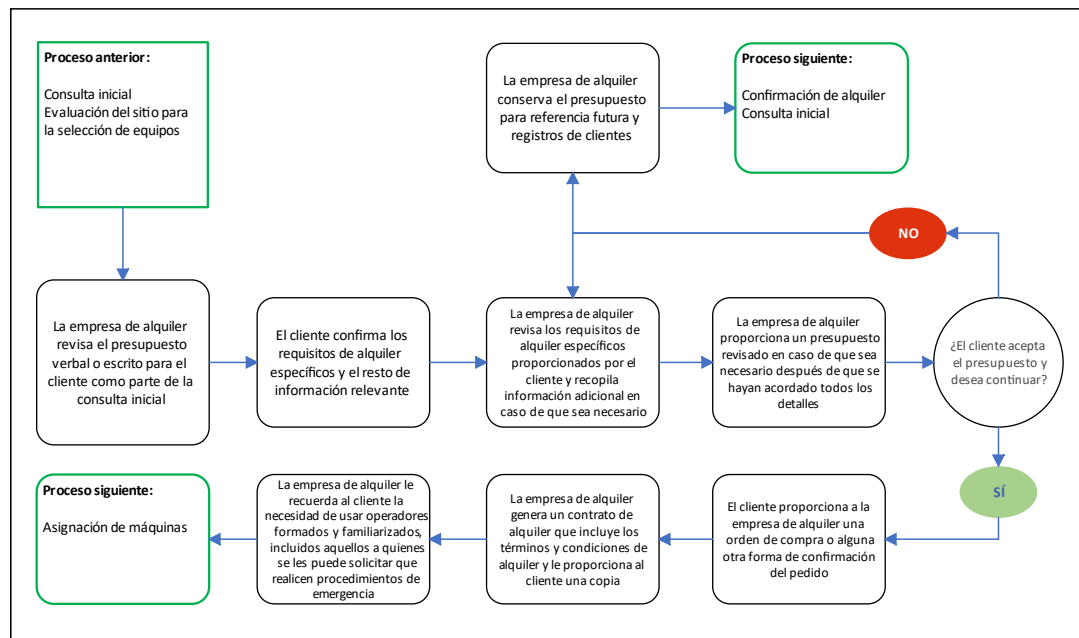 Proceso anterior:
Consulta inicial
Evaluación del sitio para
la selección de equipos
La empresa de alquiler
conserva el presupuesto
para referencia futura y
registros de clientes
Proceso siguiente:
Confirmación de alquiler
Consulta inicial
NO
La empresa de alquiler
revisa el presupuesto
verbal o escrito para el
cliente como parte de la
consulta inicial
El cliente confirma los
requisitos de alquiler
específicos y el resto de
información relevante
La empresa de alquiler
revisa los requisitos de
alquiler específicos
proporcionados por el
cliente y recopila
información adicional en
caso de que sea necesario
La empresa de alquiler
proporciona un presupuesto
revisado en caso de que sea
necesario después de que se
hayan acordado todos los
detalles
¿El cliente acepta
el presupuesto y
desea continuar?
SÍ
El cliente proporciona a la
empresa de alquiler una
orden de compra o alguna
otra forma de confirmación
del pedido
La empresa de alquiler
genera un contrato de
alquiler que incluye los
términos y condiciones de
alquiler y le proporciona al
cliente una copia
La empresa de alquiler le
recuerda al cliente la
necesidad de usar operadores
formados y familiarizados,
incluidos aquellos a quienes
se les puede solicitar que
realicen procedimientos de
emergencia
Proceso siguiente:
Asignación de máquinas